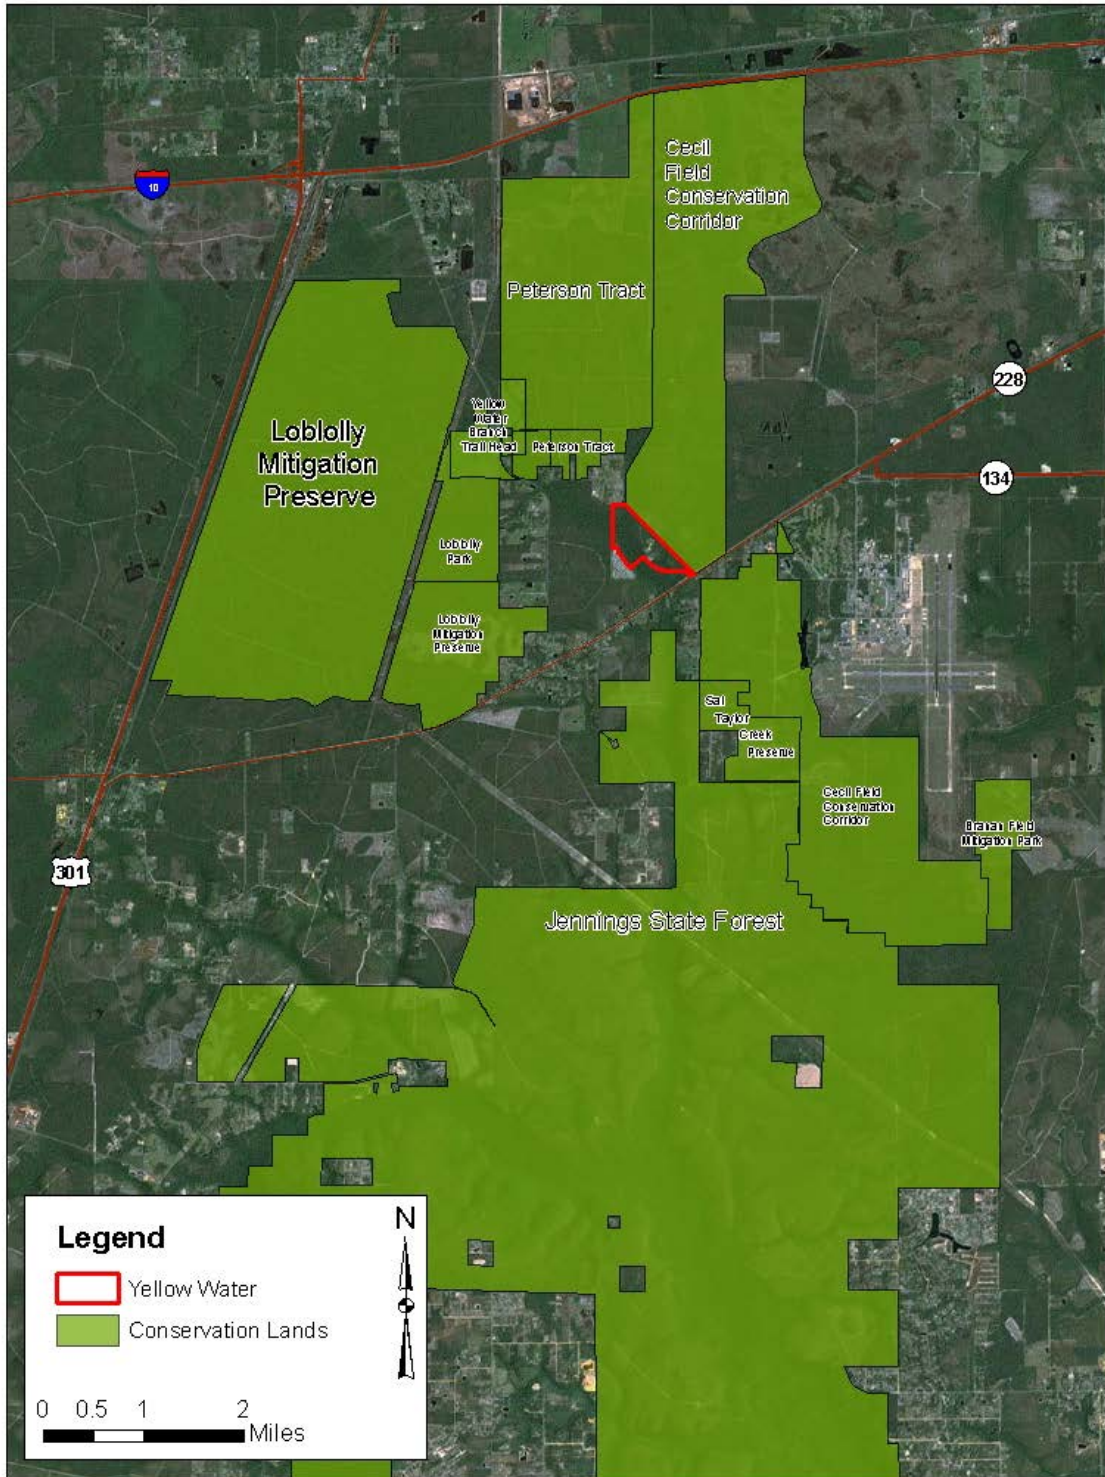 Cecil
Field
Conservation
Corridor
10
Peterson Tract
228
Yellow
Water
Branch
Trail Head
Peterson Tract
Loblolly
Mitigation
Preserve
134
Loblolly
Park
Loblolly
Mitigation
Preserve
Sal
Taylor
Creek
Preserve
Cecil Field
Conservation
Corridor
Branan Field
Mitigation Park
301
Jennings State Forest
Legend
N
Yellow Water
Conservation Lands
0 0.5 1 2
Miles